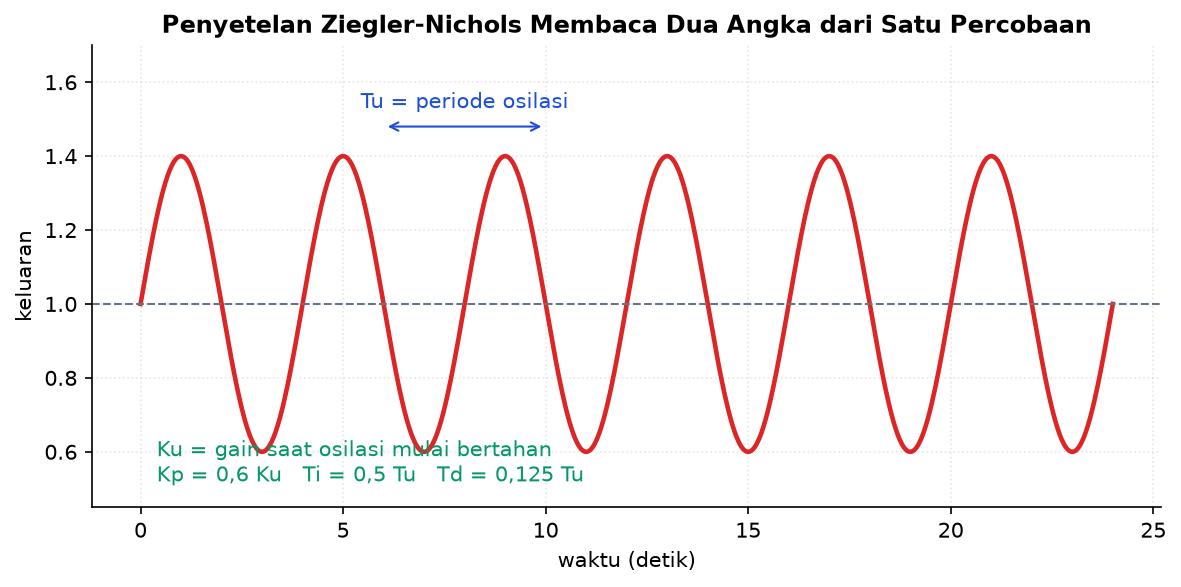 Penyetelan Ziegler-Nichols Membaca Dua Angka dari Satu Percobaan
keluaran
1.6
1.4
1.2
1.0
0.8
0.6
Tu = periode osilasi
Ku = gain saat osilasi mulai bertahan
Kp = 0,6 Ku   Ti = 0,5 Tu   Td = 0,125 Tu
0 5 10 15 20 25
waktu (detik)